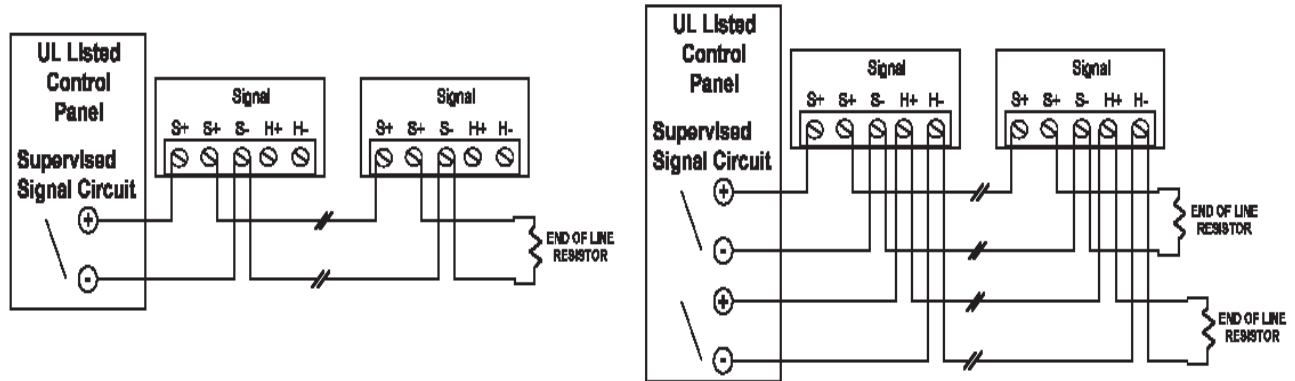 UL Listed
Control
Panel
Supervised
Signal Circuit
+
-
Signal
S+ S+ S- H+ H-
Signal
S+ S+ S- H+ H-
END OF LINE
RESISTOR
UL Listed
Control
Panel
Supervised
Signal Circuit
+
-
+
-
Signal
S+ S+ S- H+ H-
Signal
S+ S+ S- H+ H-
END OF LINE
RESISTOR
END OF LINE
RESISTOR